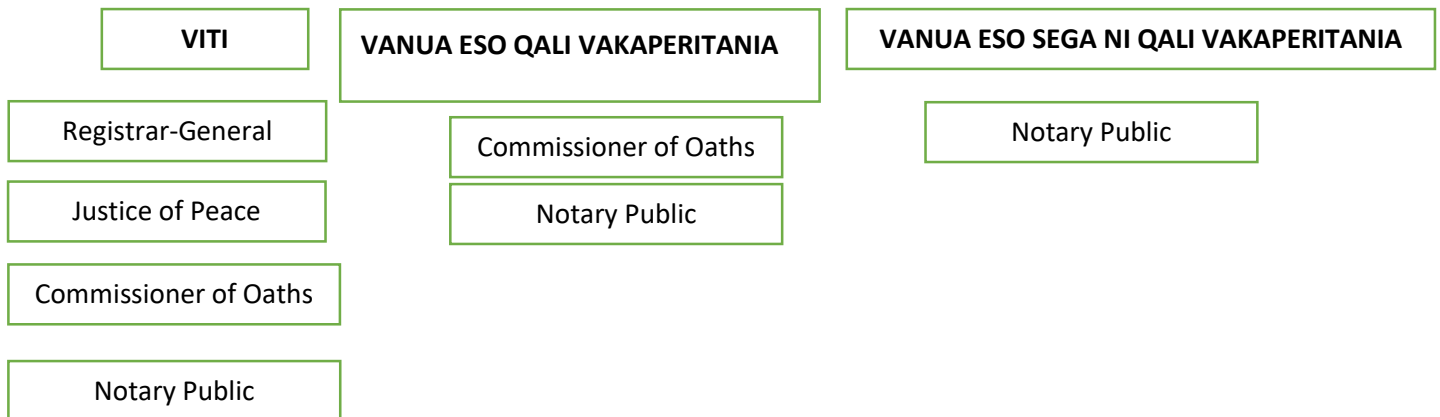 VITI
Registrar-General
Justice of Peace
Commissioner of Oaths
Notary Public
VANUA ESO QALI VAKAPERITANIA
Commissioner of Oaths
Notary Public
VANUA ESO SEGA NI QALI VAKAPERITANIA
Notary Public